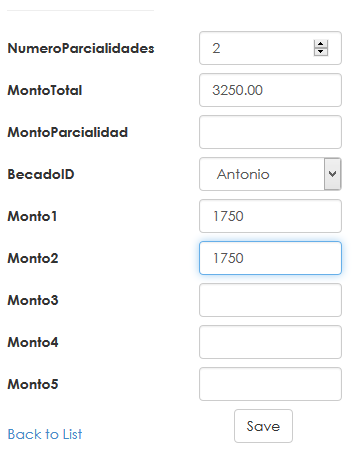 NumeroParcialidades 2
MontoTotal 3250.00
MontoParcialidad
BecadoID Antonio
Monto1 1750
Monto2 1750
Monto3
Monto4
Monto5
Back to List Save